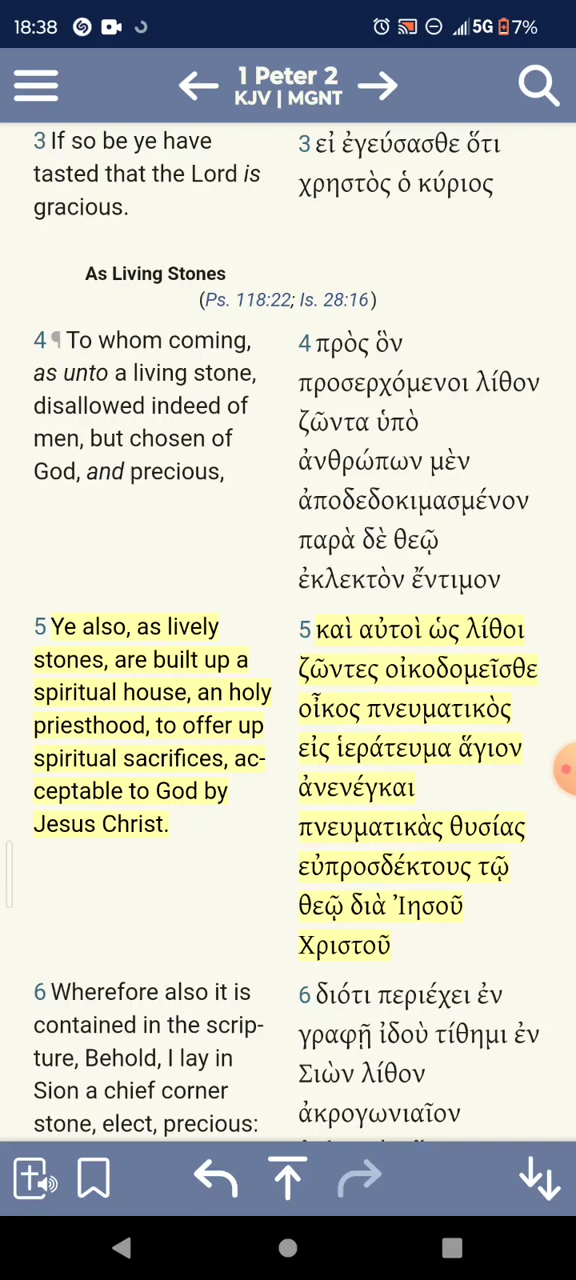 18:38
5G 7%
1 Peter 2
KJV | MGNT
3 If so be ye have
tasted that the Lord is
gracious.
3 εἰ ἐγεύσασθε ὅτι
χρηστὸς ὁ κύριος
As Living Stones
(Ps. 118:22; Is. 28:16)
4 ¶ To whom coming,
as unto a living stone,
disallowed indeed of
men, but chosen of
God, and precious,
4 πρὸς ὃν
προσερχόμενοι λίθον
ζῶντα ὑπὸ
ἀνθρώπων μὲν
ἀποδεδοκιμασμένον
παρὰ δὲ θεῷ
ἐκλεκτὸν ἔντιμον
5 Ye also, as lively
stones, are built up a
spiritual house, an holy
priesthood, to offer up
spiritual sacrifices, ac-
ceptable to God by
Jesus Christ.
5 καὶ αὐτοὶ ὡς λίθοι
ζῶντες οἰκοδομεῖσθε
οἶκος πνευματικὸς
εἰς ἱεράτευμα ἅγιον
ἀνενέγκαι
πνευματικὰς θυσίας
εὐπροσδέκτους τῷ
θεῷ διὰ Ἰησοῦ
Χριστοῦ
6 Wherefore also it is
contained in the scrip-
ture, Behold, I lay in
Sion a chief corner
stone, elect, precious:
6 διότι περιέχει ἐν
γραφῇ ἰδοὺ τίθημι ἐν
Σιὼν λίθον
ἀκρογωνιαῖον